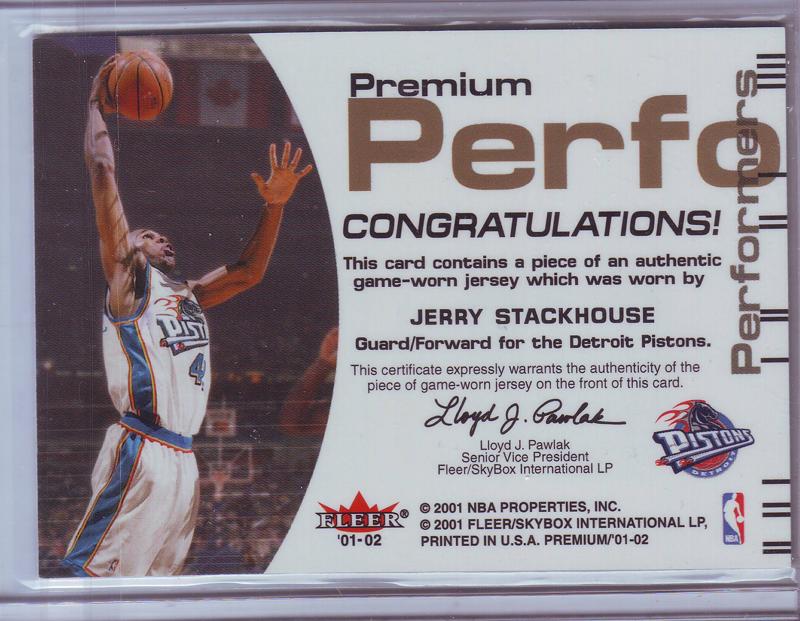 Premium
Perfo
Performers
CONGRATULATIONS!
This card contains a piece of an authentic
game-worn jersey which was worn by
JERRY STACKHOUSE
Guard/Forward for the Detroit Pistons.
This certificate expressly warrants the authenticity of the
piece of game-worn jersey on the front of this card.
Lloyd J. Pawlak
Lloyd J. Pawlak
Senior Vice President
Fleer/SkyBox International LP
PISTONS
DETROIT
FLEER®
'01-02
© 2001 NBA PROPERTIES, INC.
© 2001 FLEER/SKYBOX INTERNATIONAL LP,
PRINTED IN U.S.A. PREMIUM/'01-02
NBA
PISTO
4